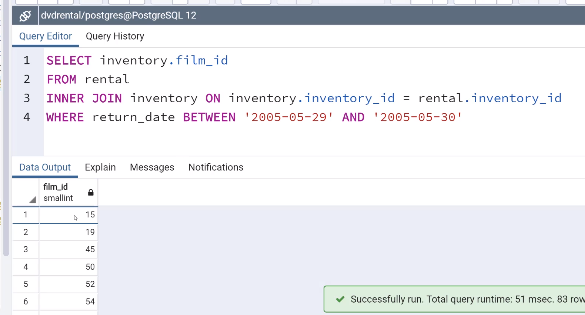 dvdrental/postgres@PostgreSQL 12
Query Editor Query History
1 SELECT inventory.film_id
2 FROM rental
3 INNER JOIN inventory ON inventory.inventory_id = rental.inventory_id
4 WHERE return_date BETWEEN '2005-05-29' AND '2005-05-30'
Data Output Explain Messages Notifications
film_id
smallint
1 15
2 19
3 45
4 50
5 52
6 54
Successfully run. Total query runtime: 51 msec. 83 row